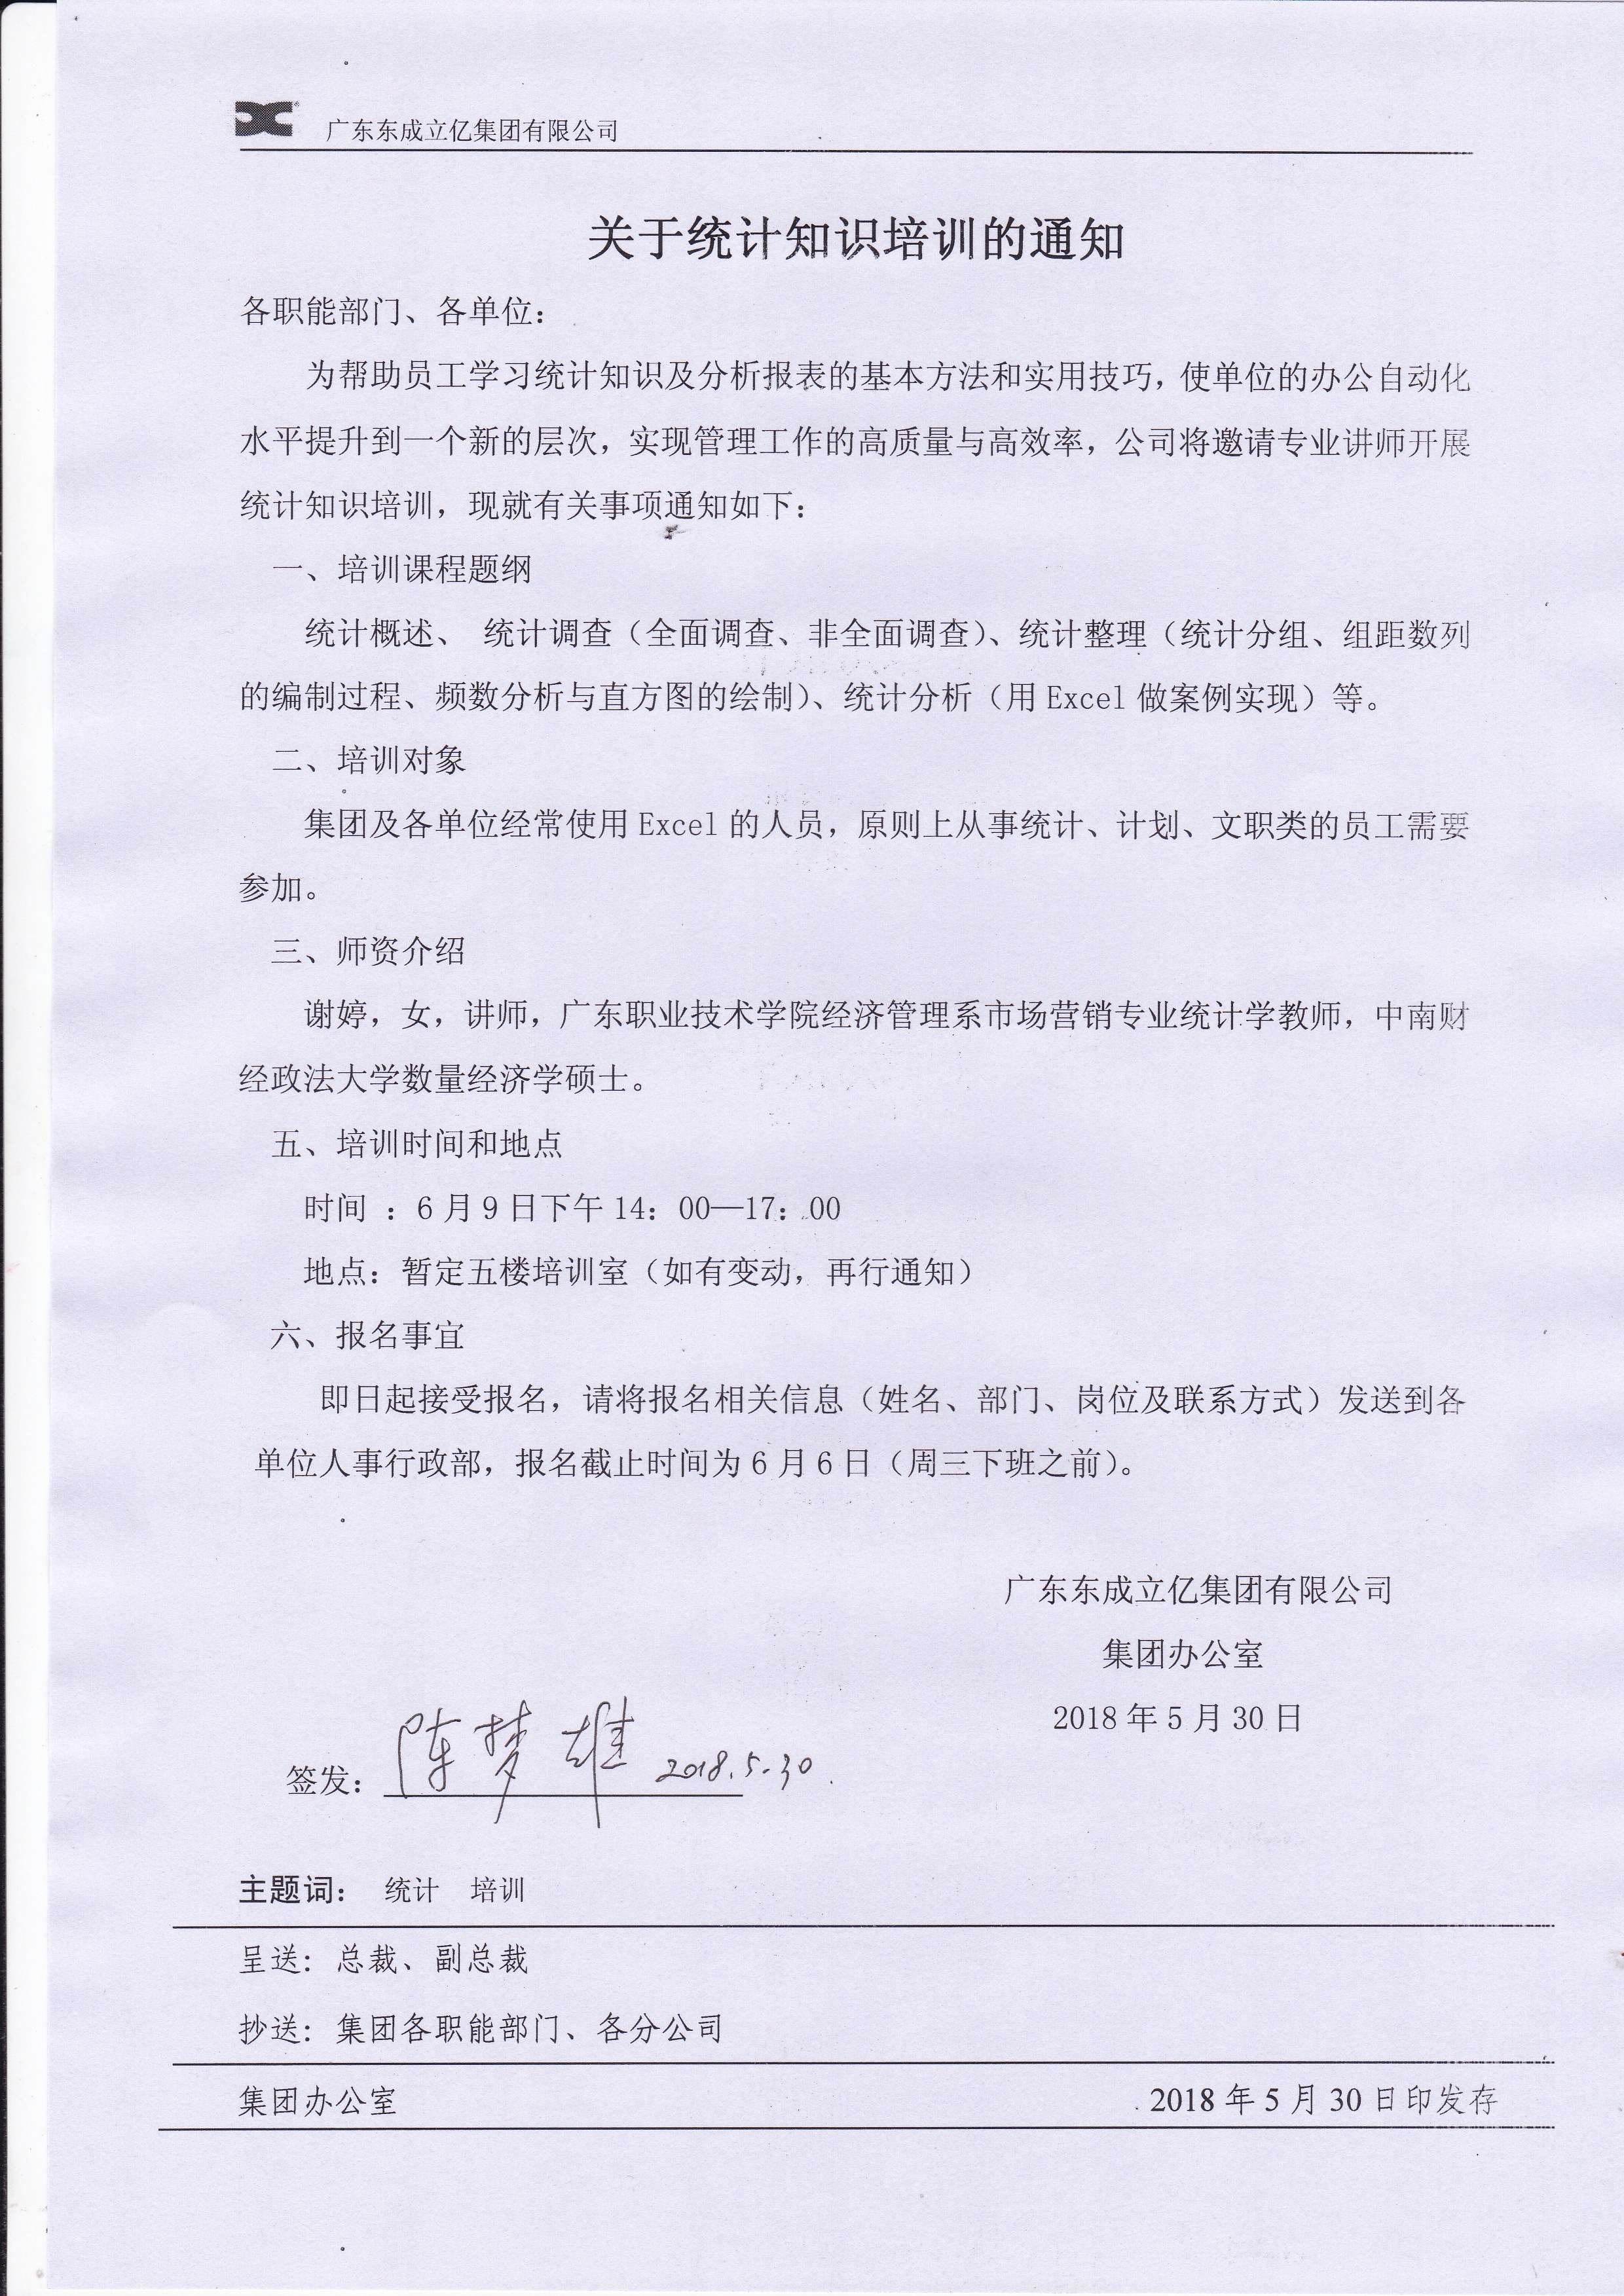 广东东成立亿集团有限公司
关于统计知识培训的通知
各职能部门、各单位：
为帮助员工学习统计知识及分析报表的基本方法和实用技巧，使单位的办公自动化
水平提升到一个新的层次，实现管理工作的高质量与高效率，公司将邀请专业讲师开展
统计知识培训，现就有关事项通知如下：
一、培训课程题纲
统计概述、 统计调查（全面调查、非全面调查）、统计整理（统计分组、组距数列
的编制过程、频数分析与直方图的绘制）、统计分析（用 Excel 做案例实现）等。
二、培训对象
集团及各单位经常使用 Excel 的人员，原则上从事统计、计划、文职类的员工需要
参加。
三、师资介绍
谢婷，女，讲师，广东职业技术学院经济管理系市场营销专业统计学教师，中南财
经政法大学数量经济学硕士。
五、培训时间和地点
时间 ：6 月 9 日下午 14：00—17：00
地点：暂定五楼培训室（如有变动，再行通知）
六、报名事宜
即日起接受报名，请将报名相关信息（姓名、部门、岗位及联系方式）发送到各
单位人事行政部，报名截止时间为 6 月 6 日（周三下班之前）。
广东东成立亿集团有限公司
集团办公室
2018 年 5 月 30 日
签发：陈梦雄 2018.5.30
主题词： 统计 培训
呈送：总裁、副总裁
抄送：集团各职能部门、各分公司
集团办公室 2018 年 5 月 30 日印发存